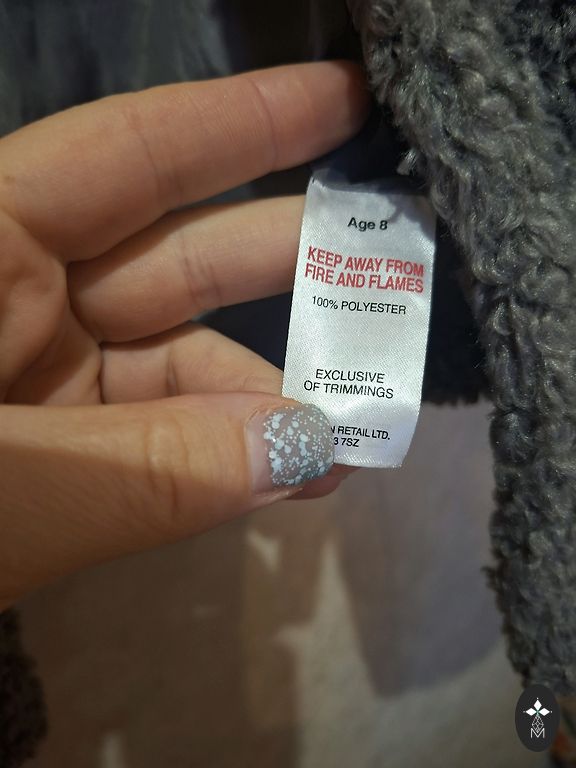 Age 8
KEEP AWAY FROM
FIRE AND FLAMES
100% POLYESTER
EXCLUSIVE
OF TRIMMINGS
N RETAIL LTD.
3 7SZ
M